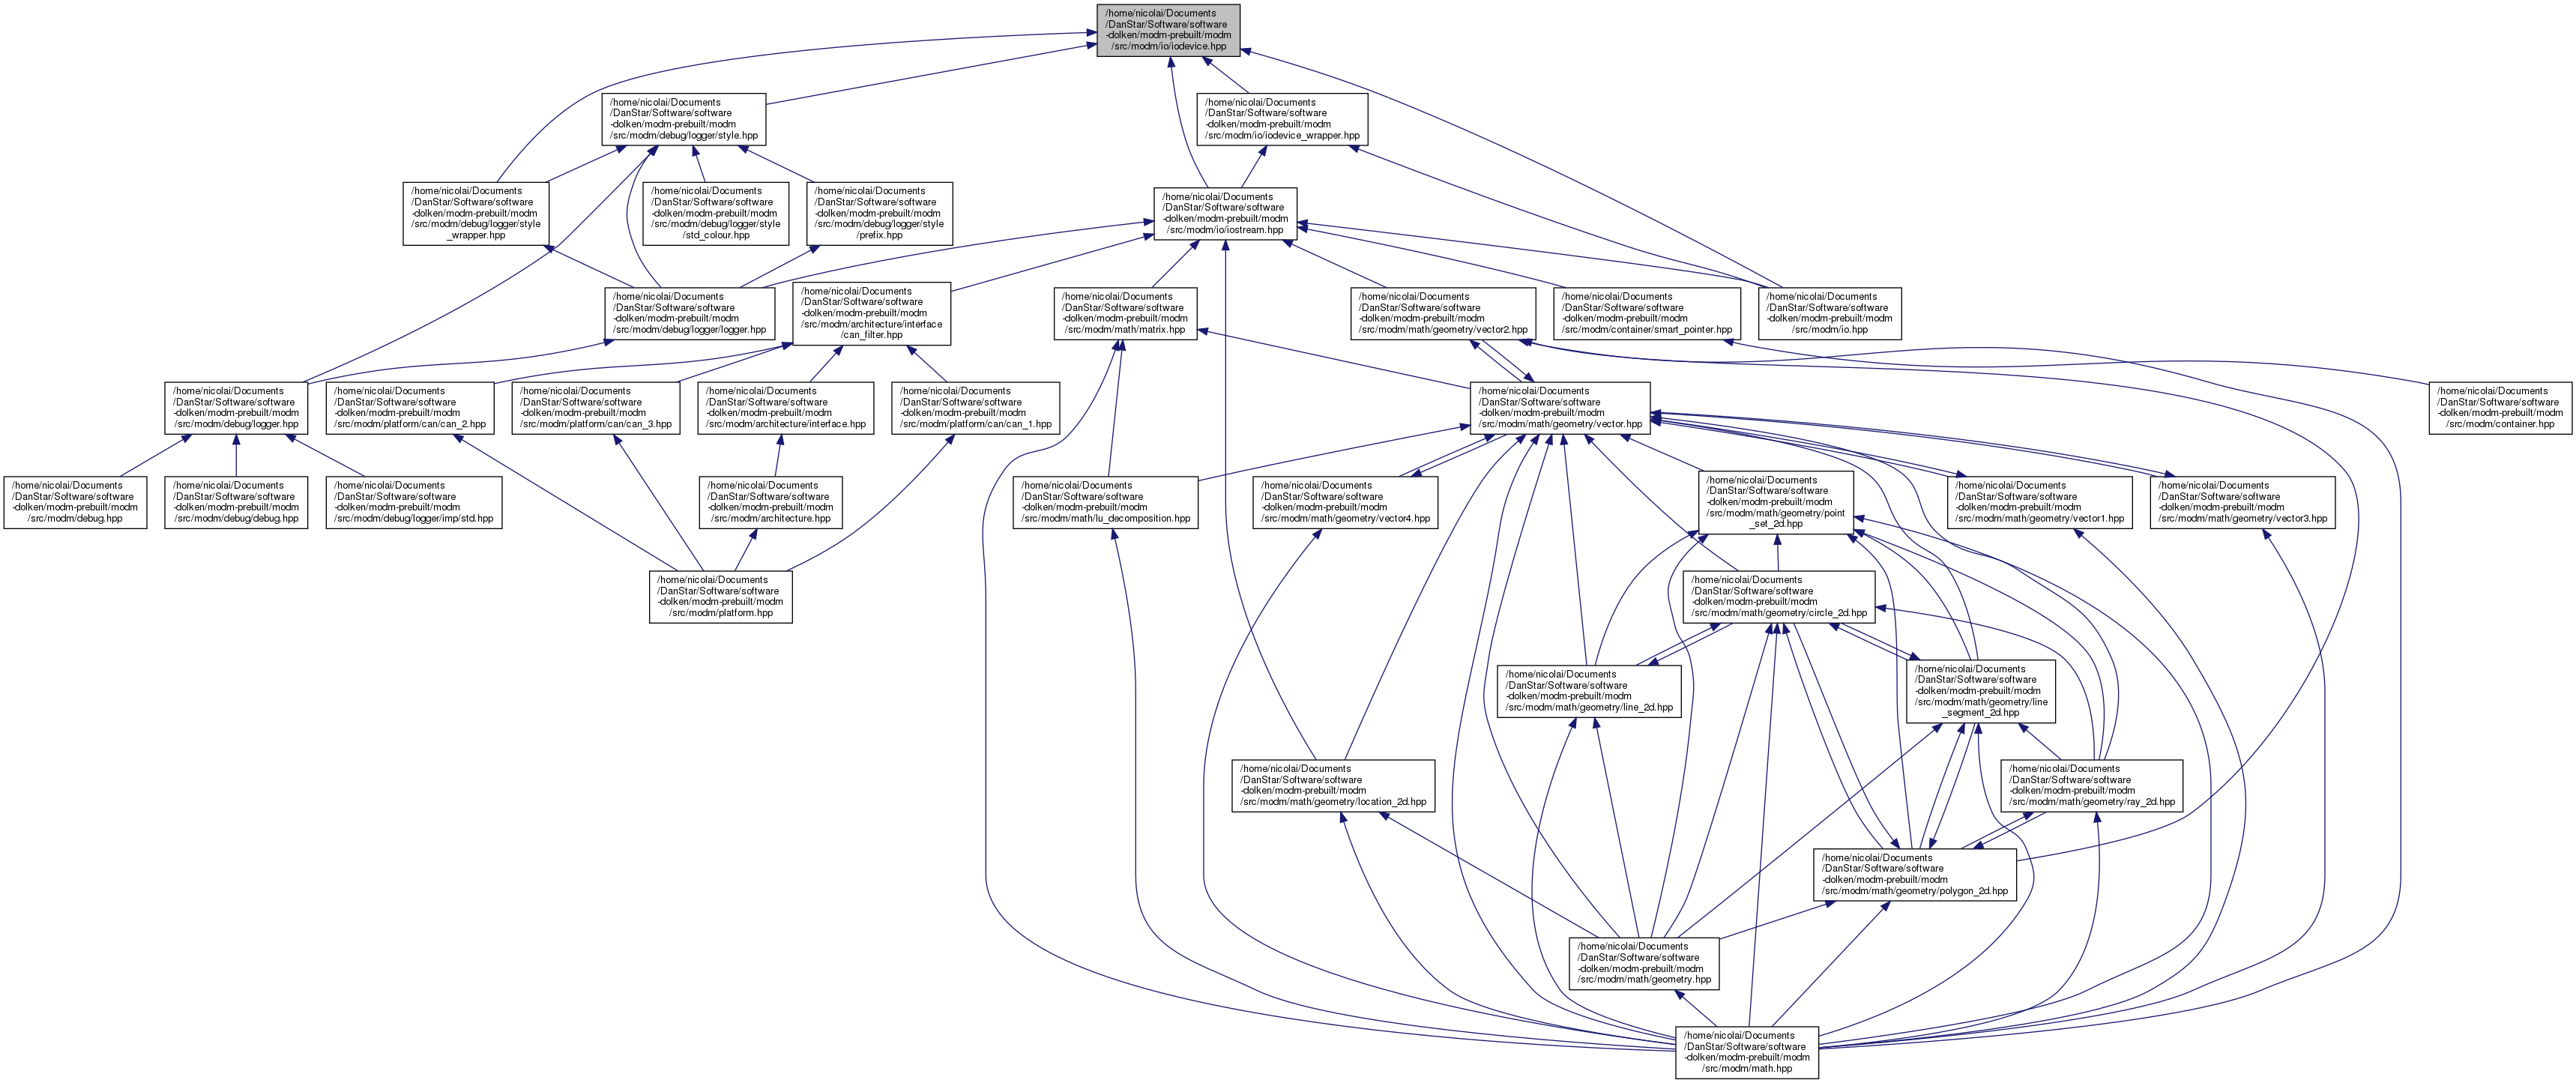 /home/nicolai/Documents
/DanStar/Software/software
-dolken/modm-prebuilt/modm
/src/modm/io/iodevice.hpp
/home/nicolai/Documents
/DanStar/Software/software
-dolken/modm-prebuilt/modm
/src/modm/debug/logger/style.hpp
/home/nicolai/Documents
/DanStar/Software/software
-dolken/modm-prebuilt/modm
/src/modm/io/iodevice_wrapper.hpp
/home/nicolai/Documents
/DanStar/Software/software
-dolken/modm-prebuilt/modm
/src/modm/debug/logger/style
_wrapper.hpp
/home/nicolai/Documents
/DanStar/Software/software
-dolken/modm-prebuilt/modm
/src/modm/debug/logger/style
/std_colour.hpp
/home/nicolai/Documents
/DanStar/Software/software
-dolken/modm-prebuilt/modm
/src/modm/debug/logger/style
/prefix.hpp
/home/nicolai/Documents
/DanStar/Software/software
-dolken/modm-prebuilt/modm
/src/modm/io/iostream.hpp
/home/nicolai/Documents
/DanStar/Software/software
-dolken/modm-prebuilt/modm
/src/modm/debug/logger/logger.hpp
/home/nicolai/Documents
/DanStar/Software/software
-dolken/modm-prebuilt/modm
/src/modm/architecture/interface
/can_filter.hpp
/home/nicolai/Documents
/DanStar/Software/software
-dolken/modm-prebuilt/modm
/src/modm/math/matrix.hpp
/home/nicolai/Documents
/DanStar/Software/software
-dolken/modm-prebuilt/modm
/src/modm/math/geometry/vector2.hpp
/home/nicolai/Documents
/DanStar/Software/software
-dolken/modm-prebuilt/modm
/src/modm/container/smart_pointer.hpp
/home/nicolai/Documents
/DanStar/Software/software
-dolken/modm-prebuilt/modm
/src/modm/io.hpp
/home/nicolai/Documents
/DanStar/Software/software
-dolken/modm-prebuilt/modm
/src/modm/debug/logger.hpp
/home/nicolai/Documents
/DanStar/Software/software
-dolken/modm-prebuilt/modm
/src/modm/platform/can/can_2.hpp
/home/nicolai/Documents
/DanStar/Software/software
-dolken/modm-prebuilt/modm
/src/modm/platform/can/can_3.hpp
/home/nicolai/Documents
/DanStar/Software/software
-dolken/modm-prebuilt/modm
/src/modm/architecture/interface.hpp
/home/nicolai/Documents
/DanStar/Software/software
-dolken/modm-prebuilt/modm
/src/modm/platform/can/can_1.hpp
/home/nicolai/Documents
/DanStar/Software/software
-dolken/modm-prebuilt/modm
/src/modm/math/geometry/vector.hpp
/home/nicolai/Documents
/DanStar/Software/software
-dolken/modm-prebuilt/modm
/src/modm/container.hpp
/home/nicolai/Documents
/DanStar/Software/software
-dolken/modm-prebuilt/modm
/src/modm/debug.hpp
/home/nicolai/Documents
/DanStar/Software/software
-dolken/modm-prebuilt/modm
/src/modm/debug/debug.hpp
/home/nicolai/Documents
/DanStar/Software/software
-dolken/modm-prebuilt/modm
/src/modm/debug/logger/imp/std.hpp
/home/nicolai/Documents
/DanStar/Software/software
-dolken/modm-prebuilt/modm
/src/modm/architecture.hpp
/home/nicolai/Documents
/DanStar/Software/software
-dolken/modm-prebuilt/modm
/src/modm/math/lu_decomposition.hpp
/home/nicolai/Documents
/DanStar/Software/software
-dolken/modm-prebuilt/modm
/src/modm/math/geometry/vector4.hpp
/home/nicolai/Documents
/DanStar/Software/software
-dolken/modm-prebuilt/modm
/src/modm/math/geometry/point
_set_2d.hpp
/home/nicolai/Documents
/DanStar/Software/software
-dolken/modm-prebuilt/modm
/src/modm/math/geometry/vector1.hpp
/home/nicolai/Documents
/DanStar/Software/software
-dolken/modm-prebuilt/modm
/src/modm/math/geometry/vector3.hpp
/home/nicolai/Documents
/DanStar/Software/software
-dolken/modm-prebuilt/modm
/src/modm/platform.hpp
/home/nicolai/Documents
/DanStar/Software/software
-dolken/modm-prebuilt/modm
/src/modm/math/geometry/circle_2d.hpp
/home/nicolai/Documents
/DanStar/Software/software
-dolken/modm-prebuilt/modm
/src/modm/math/geometry/line_2d.hpp
/home/nicolai/Documents
/DanStar/Software/software
-dolken/modm-prebuilt/modm
/src/modm/math/geometry/line
_segment_2d.hpp
/home/nicolai/Documents
/DanStar/Software/software
-dolken/modm-prebuilt/modm
/src/modm/math/geometry/location_2d.hpp
/home/nicolai/Documents
/DanStar/Software/software
-dolken/modm-prebuilt/modm
/src/modm/math/geometry/ray_2d.hpp
/home/nicolai/Documents
/DanStar/Software/software
-dolken/modm-prebuilt/modm
/src/modm/math/geometry/polygon_2d.hpp
/home/nicolai/Documents
/DanStar/Software/software
-dolken/modm-prebuilt/modm
/src/modm/math/geometry.hpp
/home/nicolai/Documents
/DanStar/Software/software
-dolken/modm-prebuilt/modm
/src/modm/math.hpp